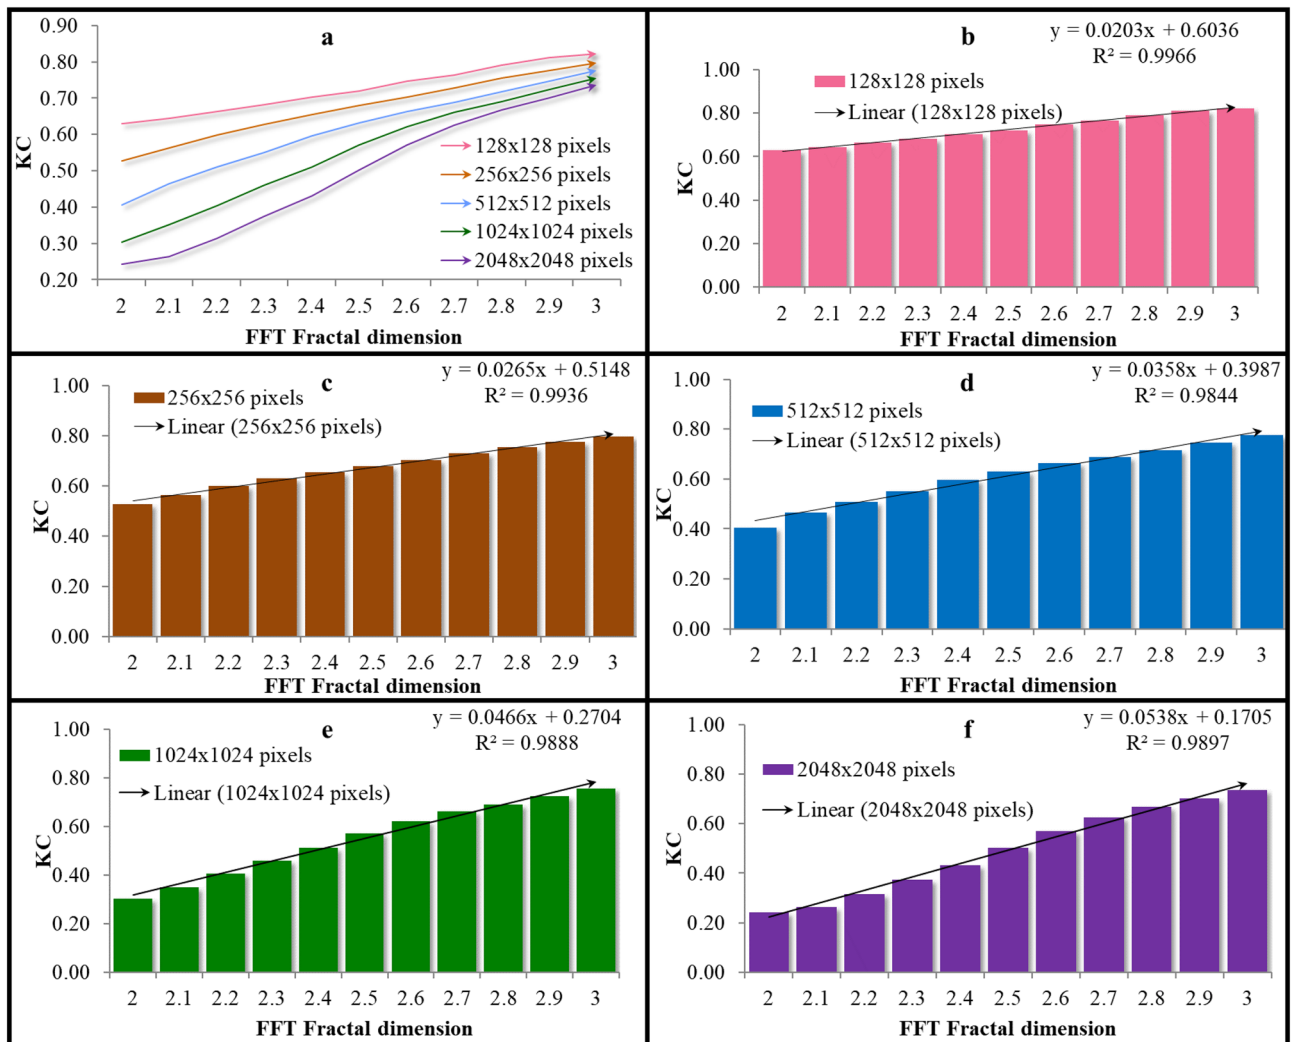 a
0.90
0.80
0.70
0.60
0.50
0.40
0.30
0.20
KC
128x128 pixels
256x256 pixels
512x512 pixels
1024x1024 pixels
2048x2048 pixels
2 2.1 2.2 2.3 2.4 2.5 2.6 2.7 2.8 2.9 3
FFT Fractal dimension
b
y = 0.0203x + 0.6036
R² = 0.9966
128x128 pixels
Linear (128x128 pixels)
1.00
0.80
0.60
0.40
0.20
0.00
KC
2 2.1 2.2 2.3 2.4 2.5 2.6 2.7 2.8 2.9 3
FFT Fractal dimension
c
y = 0.0265x + 0.5148
R² = 0.9936
256x256 pixels
Linear (256x256 pixels)
1.00
0.80
0.60
0.40
0.20
0.00
KC
2 2.1 2.2 2.3 2.4 2.5 2.6 2.7 2.8 2.9 3
FFT Fractal dimension
d
y = 0.0358x + 0.3987
R² = 0.9844
512x512 pixels
Linear (512x512 pixels)
1.00
0.80
0.60
0.40
0.20
0.00
KC
2 2.1 2.2 2.3 2.4 2.5 2.6 2.7 2.8 2.9 3
FFT Fractal dimension
e
y = 0.0466x + 0.2704
R² = 0.9888
1024x1024 pixels
Linear (1024x1024 pixels)
1.00
0.80
0.60
0.40
0.20
0.00
KC
2 2.1 2.2 2.3 2.4 2.5 2.6 2.7 2.8 2.9 3
FFT Fractal dimension
f
y = 0.0538x + 0.1705
R² = 0.9897
2048x2048 pixels
Linear (2048x2048 pixels)
1.00
0.80
0.60
0.40
0.20
0.00
KC
2 2.1 2.2 2.3 2.4 2.5 2.6 2.7 2.8 2.9 3
FFT Fractal dimension